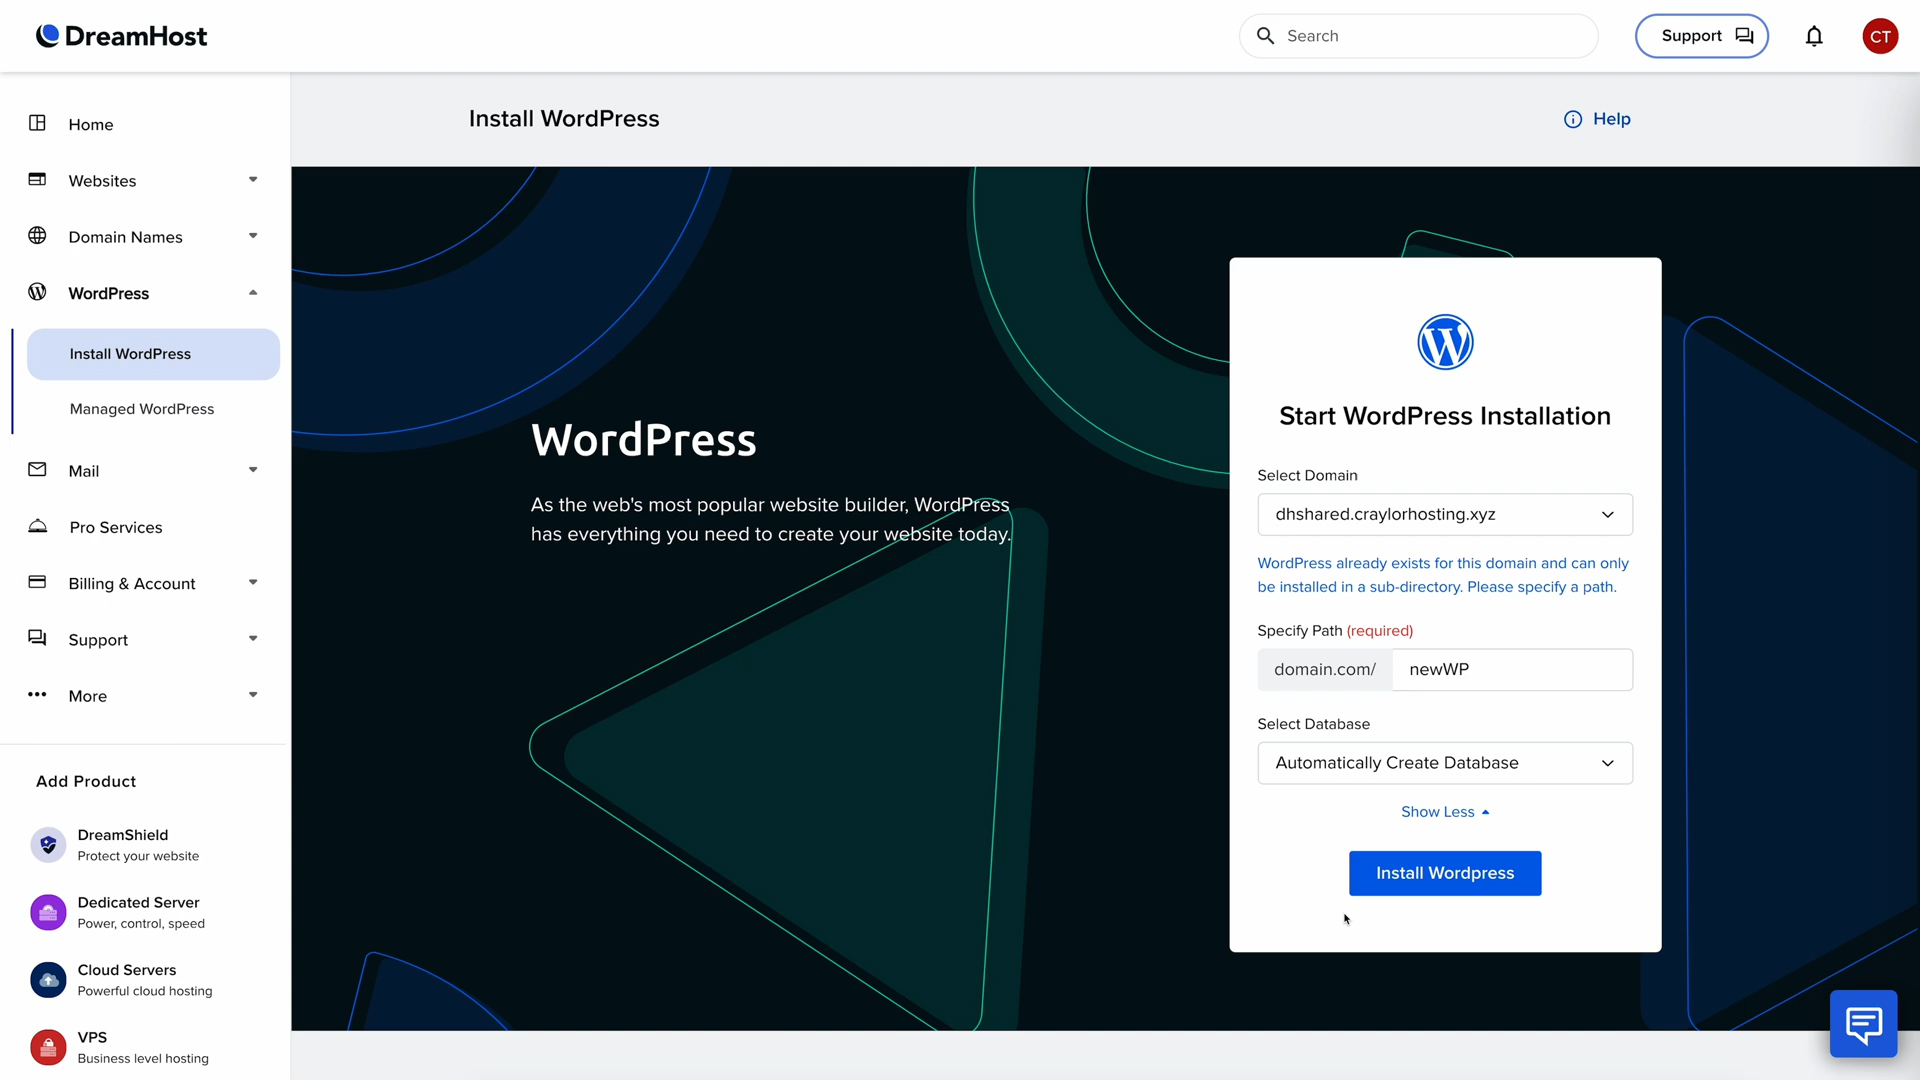 DreamHost
Search
Support
CT
Home
Websites
Domain Names
WordPress
Install WordPress
Managed WordPress
Mail
Pro Services
Billing & Account
Support
More
Add Product
DreamShield
Protect your website
Dedicated Server
Power, control, speed
Cloud Servers
Powerful cloud hosting
VPS
Business level hosting
Install WordPress
Help
WordPress
As the web's most popular website builder, WordPress
has everything you need to create your website today.
Start WordPress Installation
Select Domain
dhshared.craylorhosting.xyz
WordPress already exists for this domain and can only
be installed in a sub-directory. Please specify a path.
Specify Path (required)
domain.com/ newWP
Select Database
Automatically Create Database
Show Less
Install Wordpress